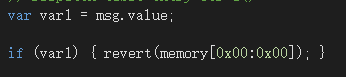 var var1 = msg.value;
if (var1) { revert(memory[0x00:0x00]); }